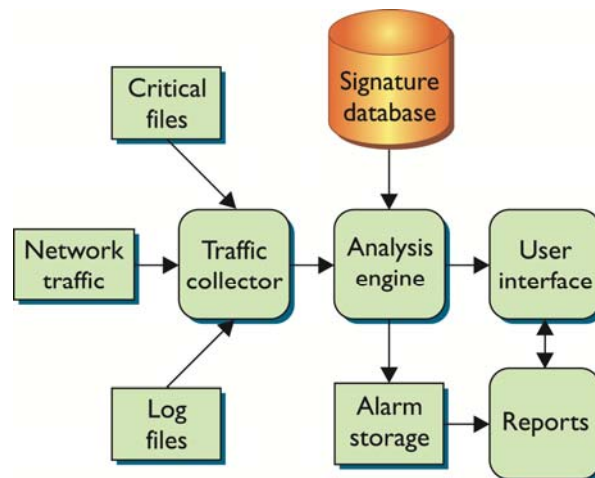 Critical
files
Signature
database
Network
traffic
Traffic
collector
Analysis
engine
User
interface
Log
files
Alarm
storage
Reports